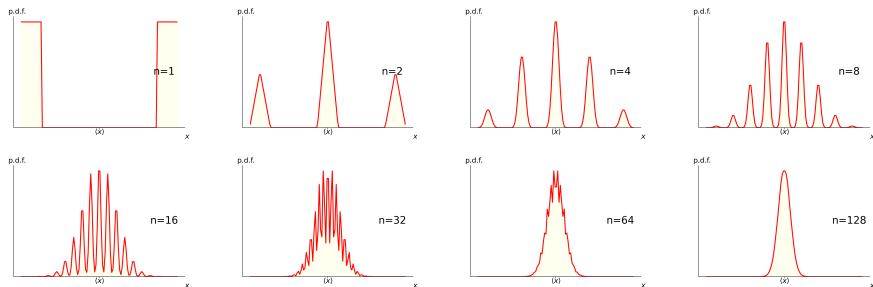 p.d.f.
n=1
⟨x⟩
x
p.d.f.
n=2
⟨x⟩
x
p.d.f.
n=4
⟨x⟩
x
p.d.f.
n=8
⟨x⟩
x
p.d.f.
n=16
⟨x⟩
x
p.d.f.
n=32
⟨x⟩
x
p.d.f.
n=64
⟨x⟩
x
p.d.f.
n=128
⟨x⟩
x